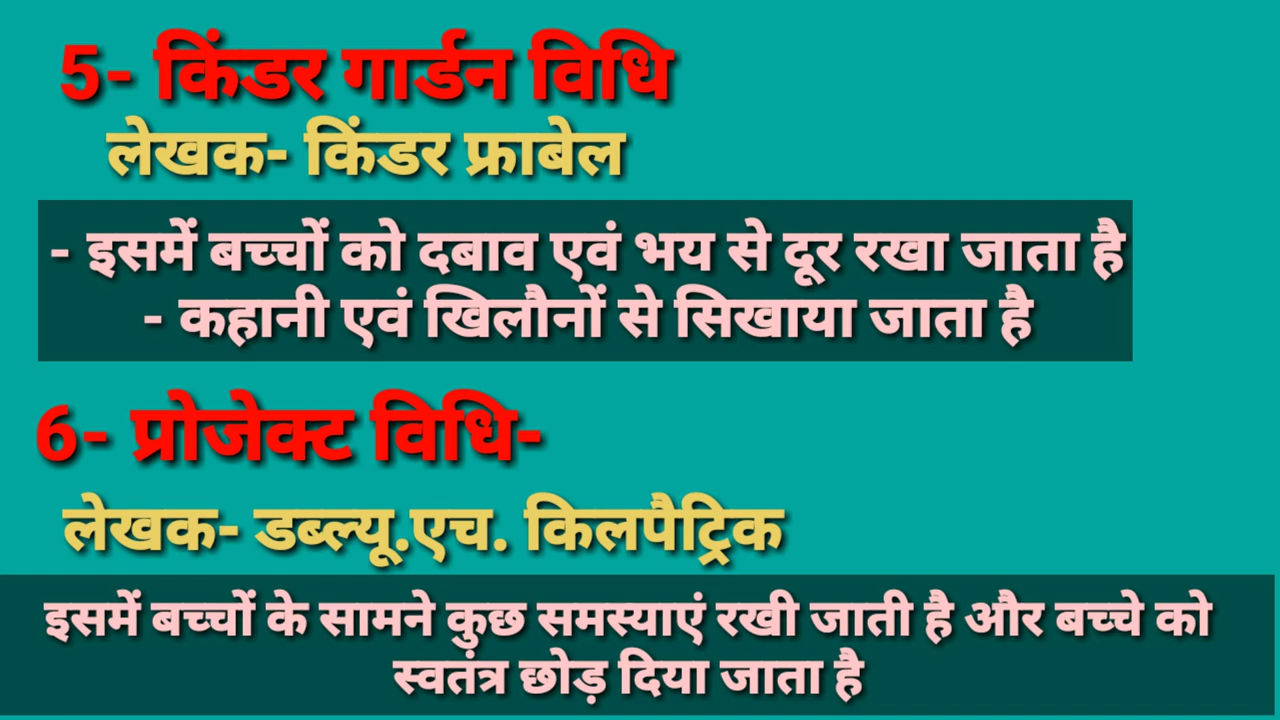 5- किंडर गार्डन विधि
लेखक- किंडर फ्राबेल
- इसमें बच्चों को दबाव एवं भय से दूर रखा जाता है
- कहानी एवं खिलौनों से सिखाया जाता है
6- प्रोजेक्ट विधि-
लेखक- डब्ल्यू.एच. किलपैट्रिक
इसमें बच्चों के सामने कुछ समस्याएं रखी जाती है और बच्चे को
स्वतंत्र छोड़ दिया जाता है